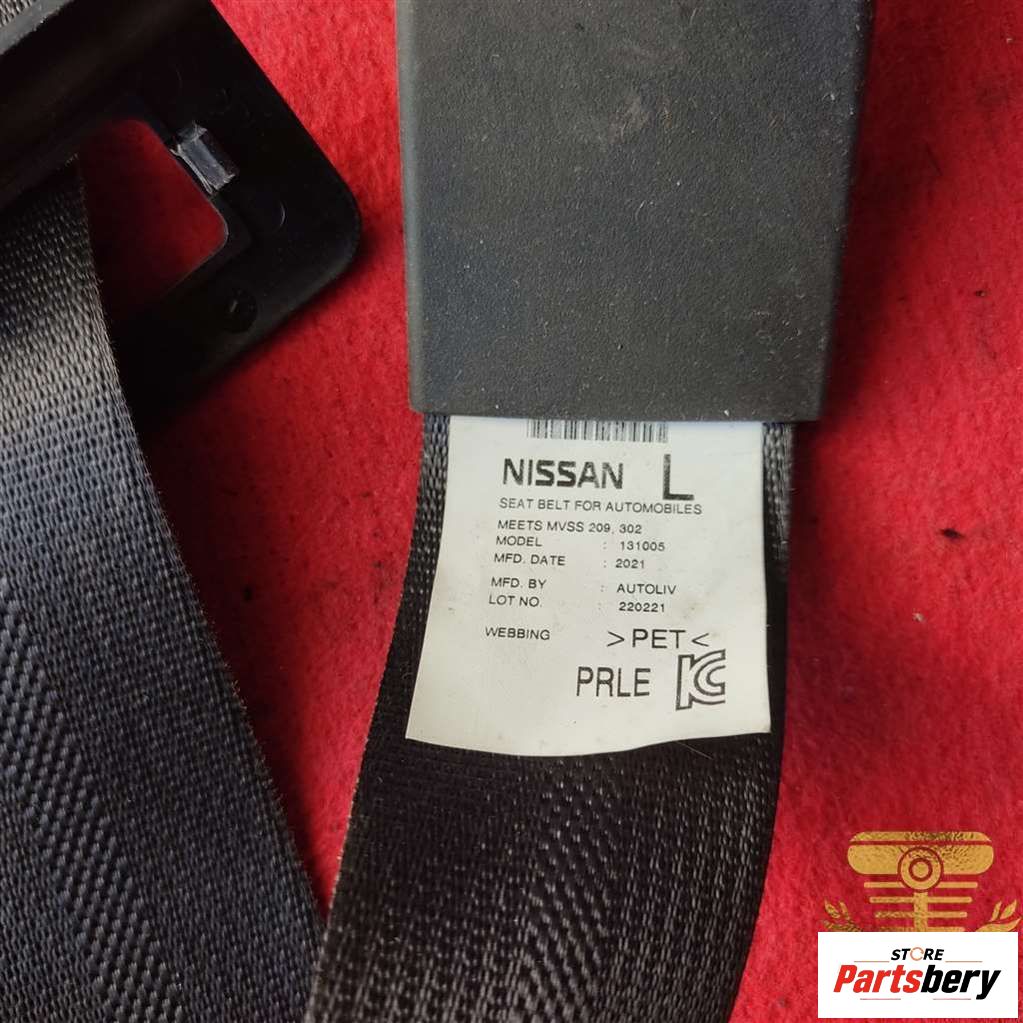 NISSAN L
SEAT BELT FOR AUTOMOBILES
MEETS MVSS 209, 302
MODEL : 131005
MFD. DATE : 2021
MFD. BY : AUTOLIV
LOT NO. : 220221
WEBBING >PET<
PRLE KC
STORE
Partsbery